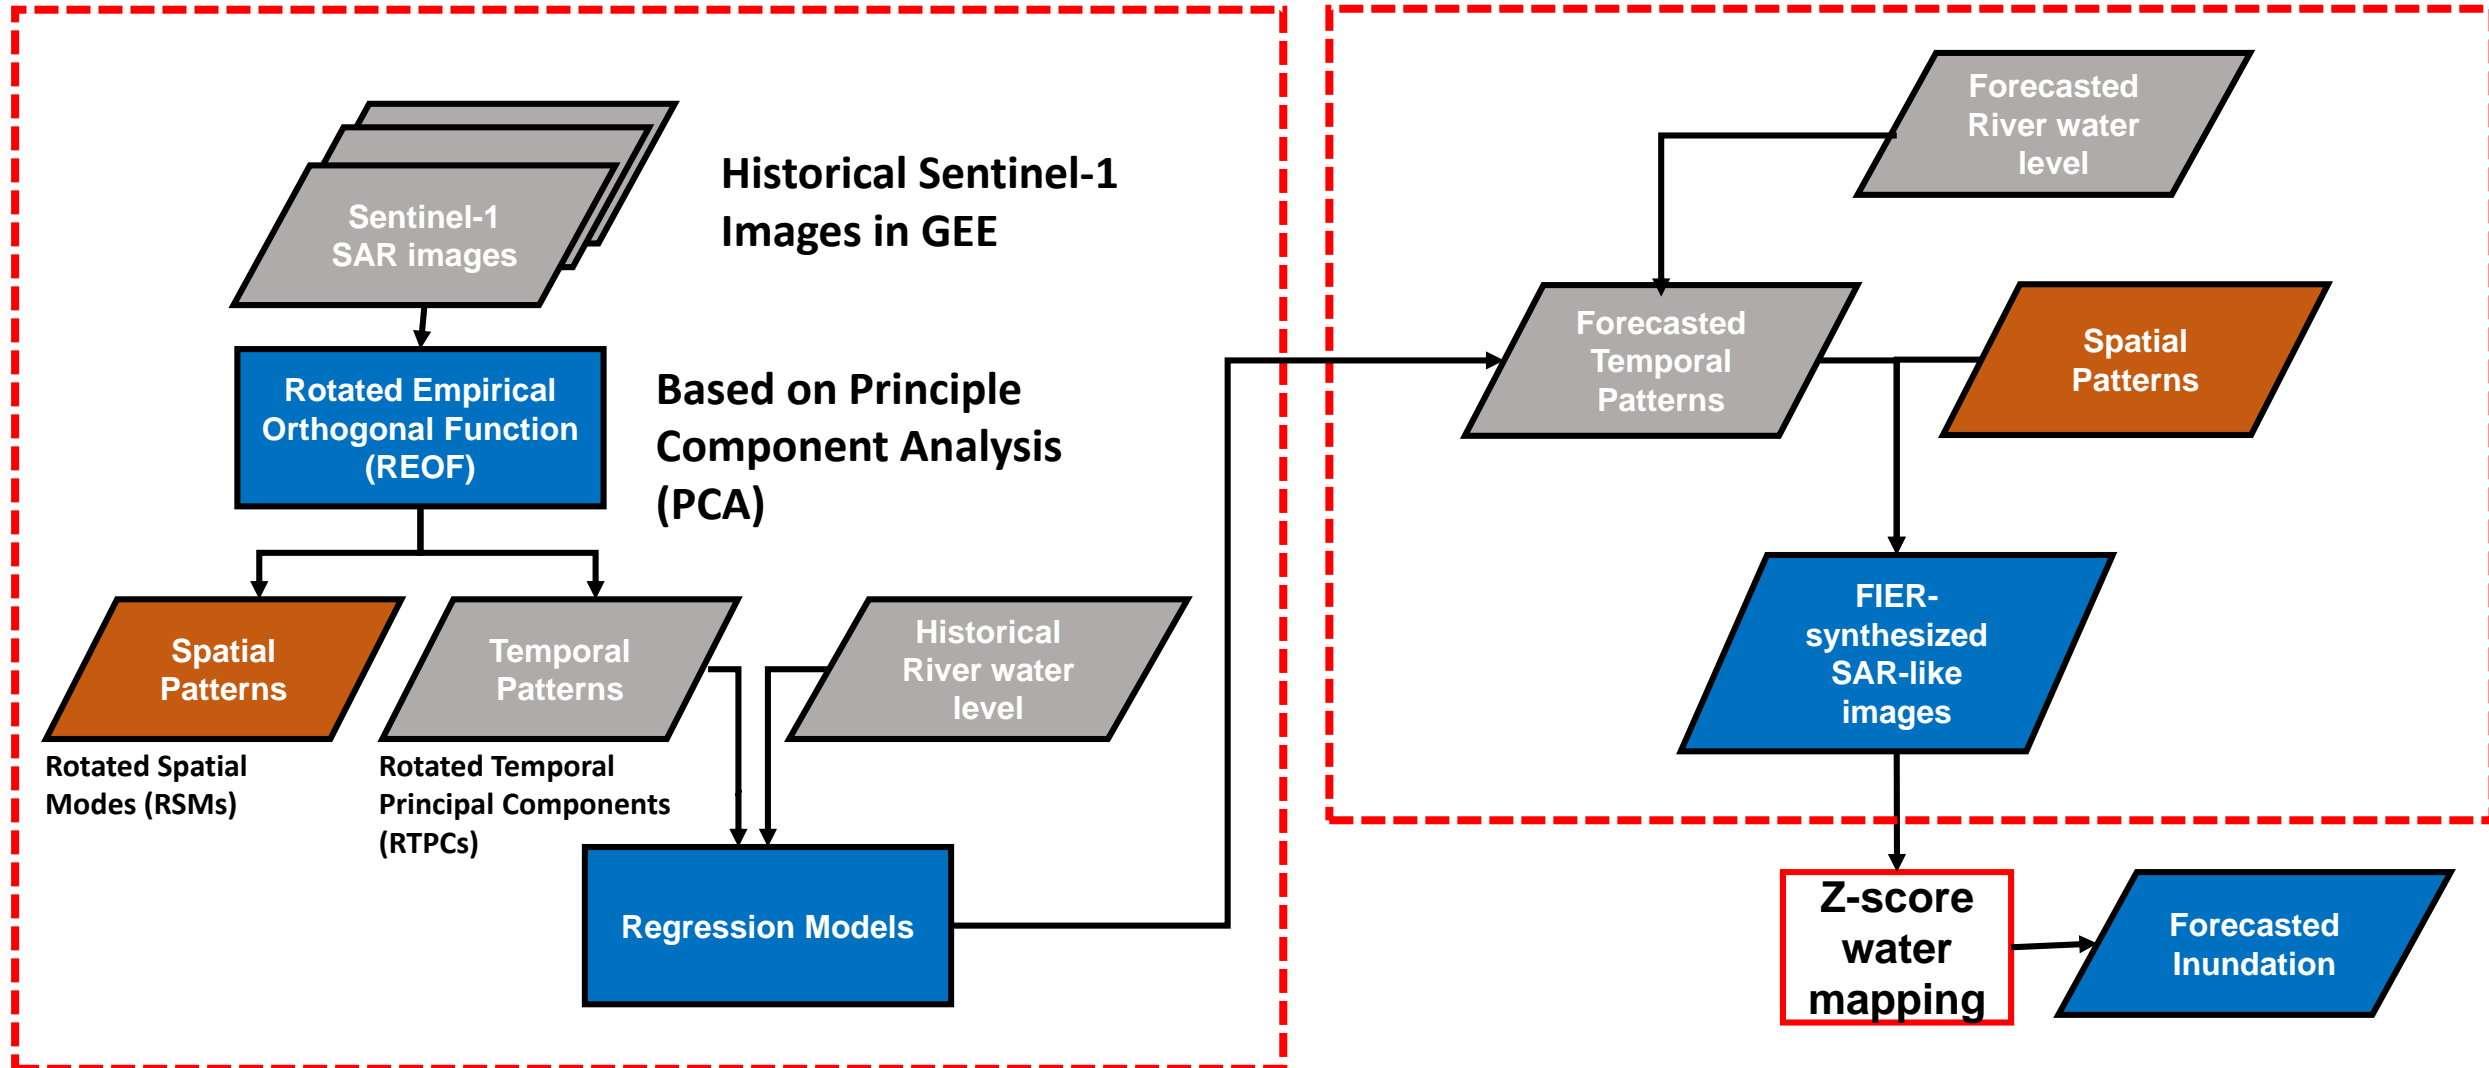 Sentinel-1
SAR images
Historical Sentinel-1
Images in GEE
Rotated Empirical
Orthogonal Function
(REOF)
Based on Principle
Component Analysis
(PCA)
Spatial
Patterns
Temporal
Patterns
Historical
River water
level
Rotated Spatial
Modes (RSMs)
Rotated Temporal
Principal Components
(RTPCs)
Regression Models
Forecasted
River water
level
Forecasted
Temporal
Patterns
Spatial
Patterns
FIER-
synthesized
SAR-like
images
Z-score
water
mapping
Forecasted
Inundation